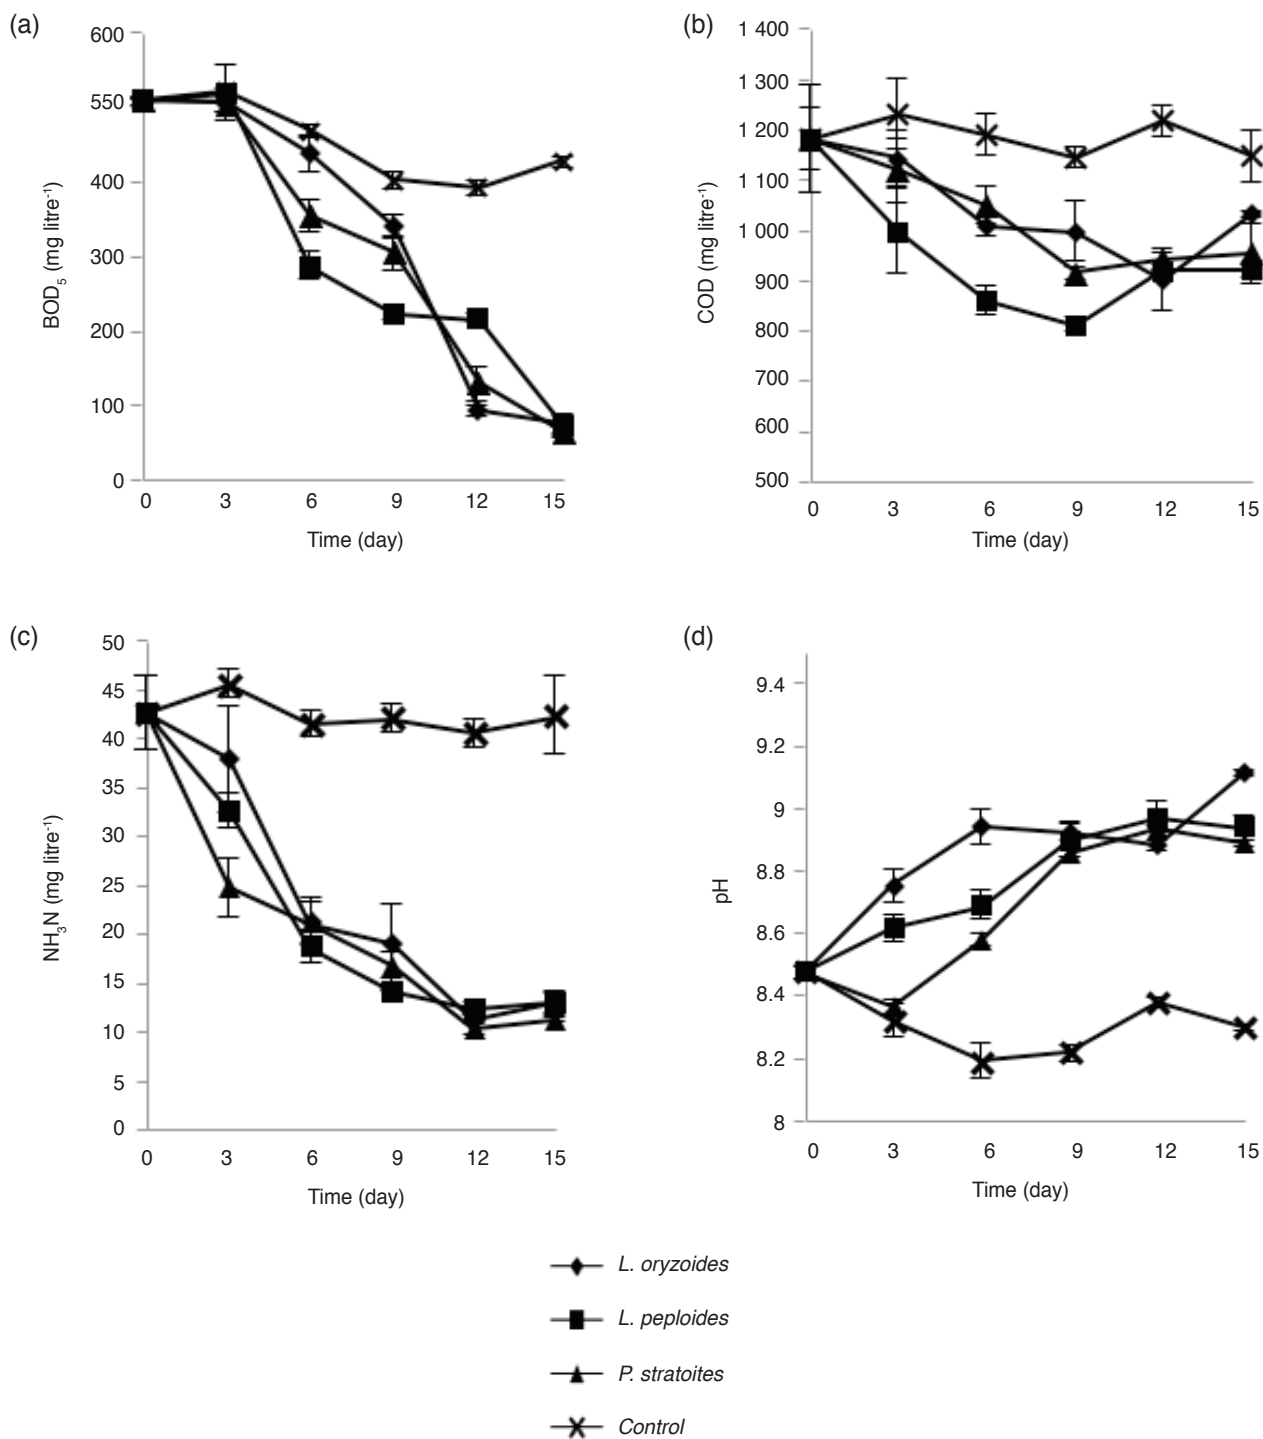 (a)
600
550
400
300
200
100
0
BOD5 (mg litre-1)
0 3 6 9 12 15
Time (day)
(b)
1 400
1 300
1 200
1 100
1 000
900
800
700
600
500
COD (mg litre-1)
0 3 6 9 12 15
Time (day)
(c)
50
45
40
35
30
25
20
15
10
5
0
NH3N (mg litre-1)
0 3 6 9 12 15
Time (day)
(d)
9.4
9.2
9
8.8
8.6
8.4
8.2
8
pH
0 3 6 9 12 15
Time (day)
L. oryzoides
L. peploides
P. stratoites
Control